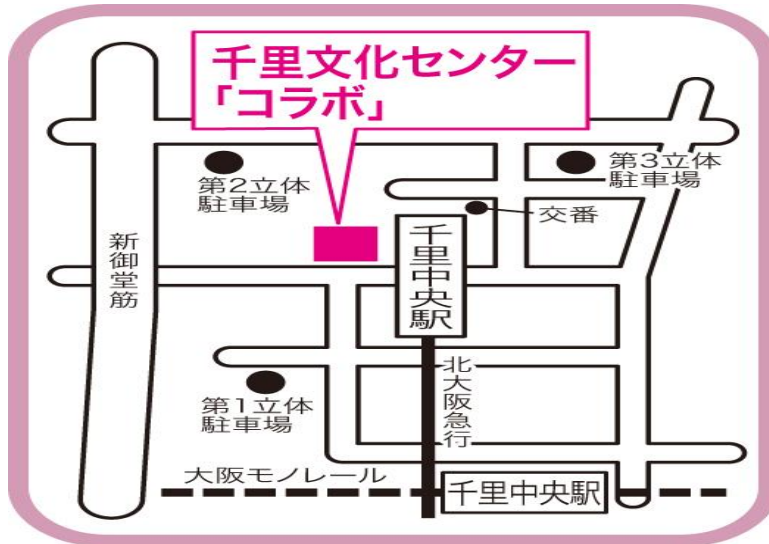 千里文化センター
「コラボ」
第2立体
駐車場
第3立体
駐車場
交番
新御堂筋
千里中央駅
第1立体
駐車場
北大阪急行
大阪モノレール
千里中央駅